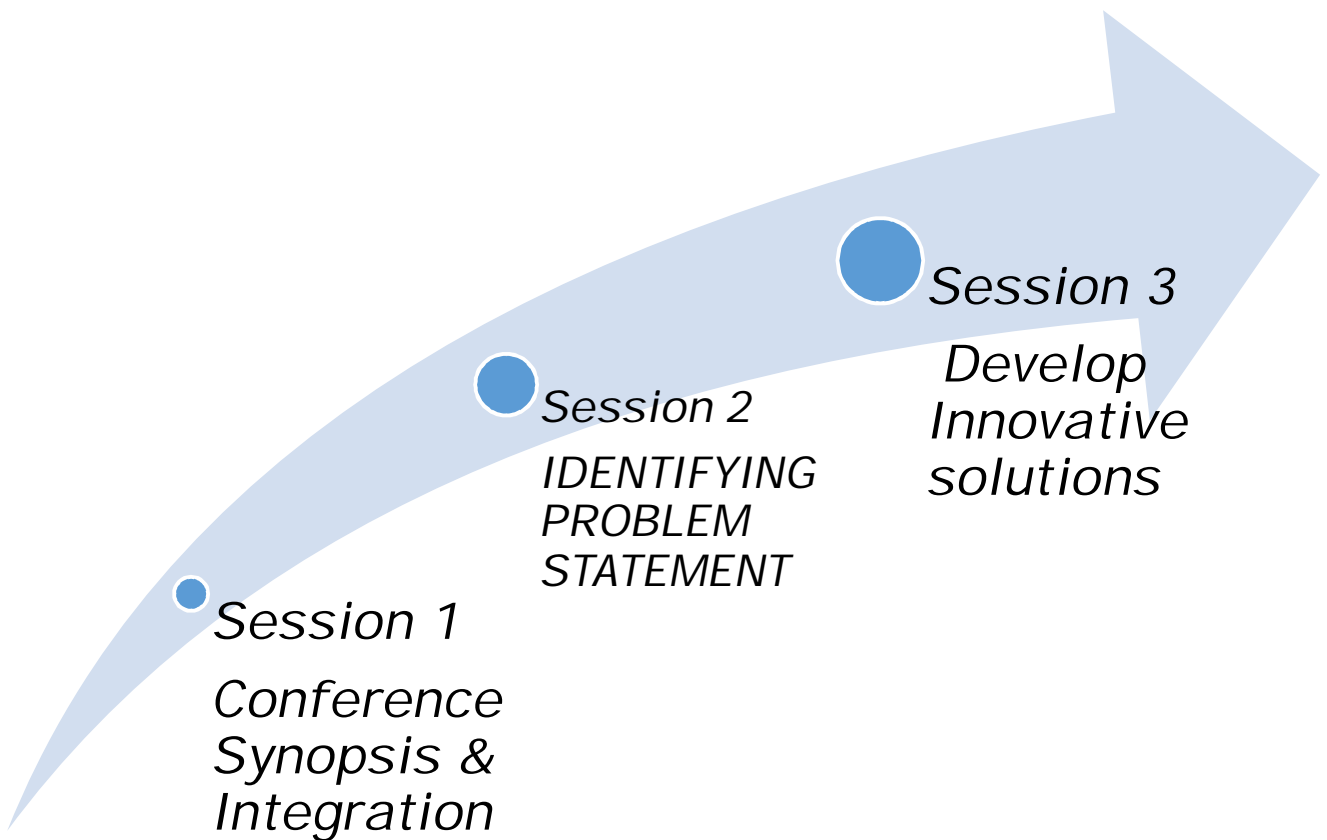 Session 1
Conference
Synopsis &
Integration
Session 2
IDENTIFYING
PROBLEM
STATEMENT
Session 3
Develop
Innovative
solutions